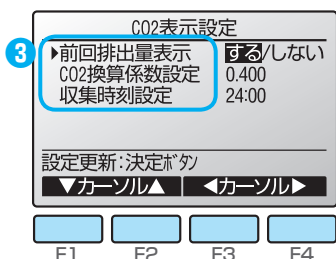 CO2表示設定
3
▶前回排出量表示 する/しない
CO2換算係数設定 0.400
収集時刻設定 24:00
設定更新:決定ボタン
▼カーソル▲ ◀カーソル▶
F1 F2 F3 F4